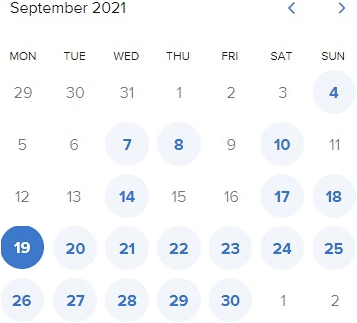 September 2021
MON TUE WED THU FRI SAT SUN
29 30 31 1 2 3 4
5 6 7 8 9 10 11
12 13 14 15 16 17 18
19 20 21 22 23 24 25
26 27 28 29 30 1 2